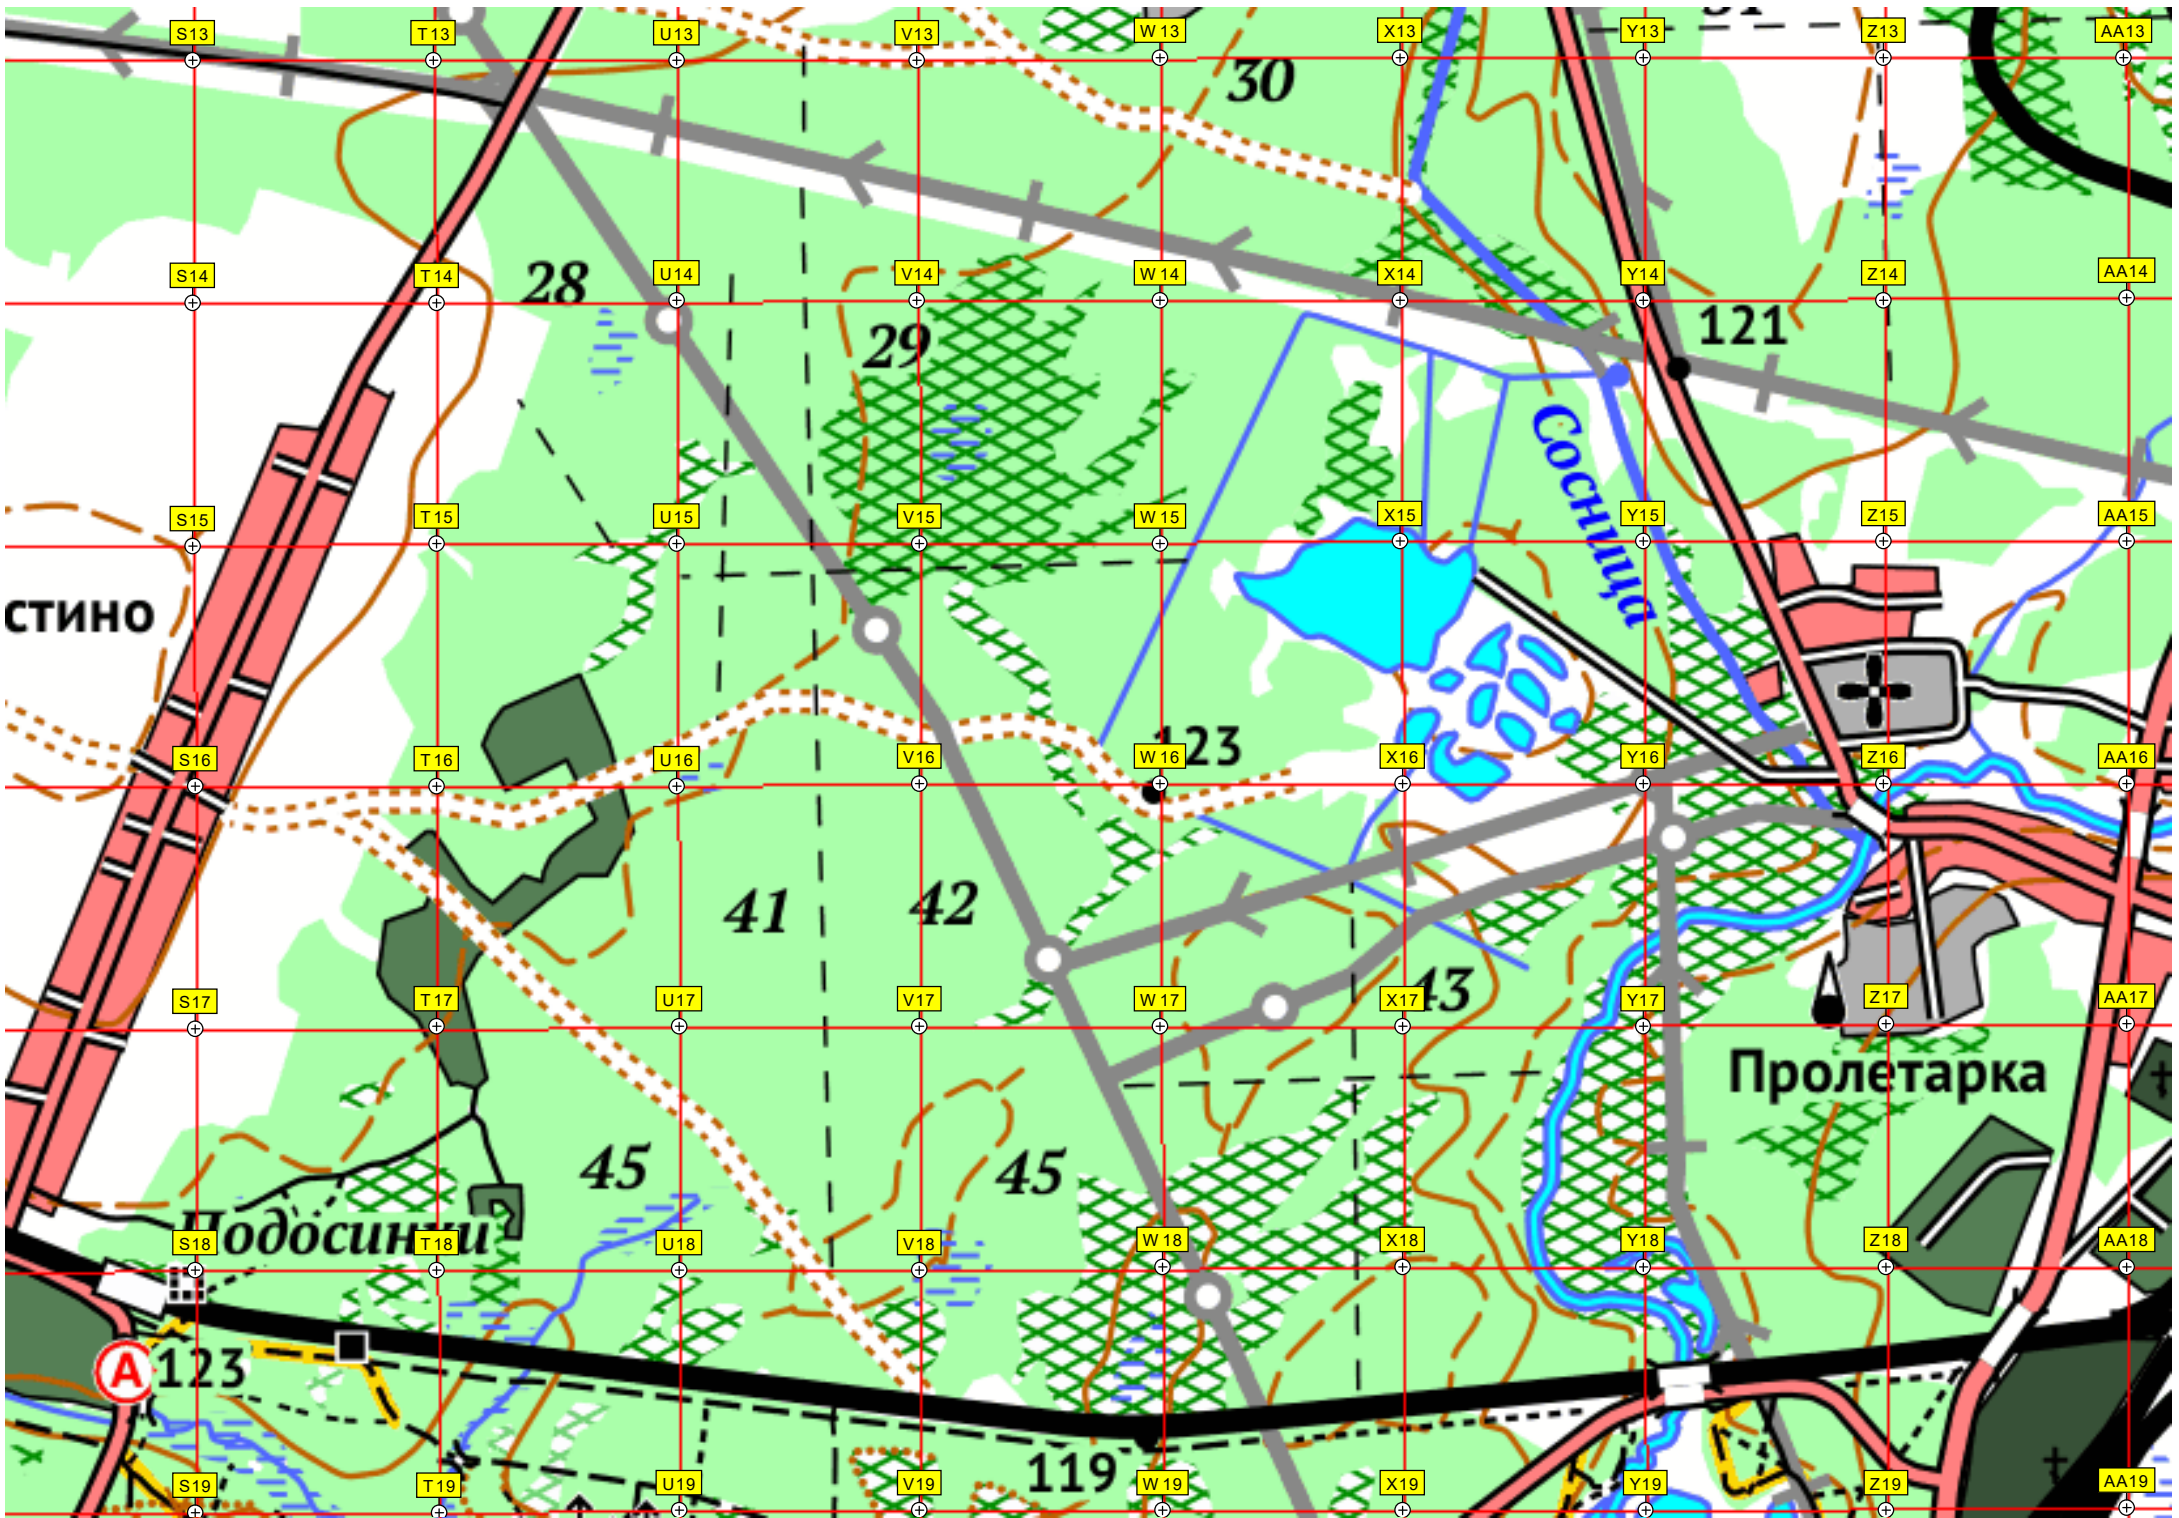 S13 T13 U13 V13 W13 X13 Y13 Z13 AA13
30
S14 T14 U14 V14 W14 X14 Y14 Z14 AA14
28
29
121
Сосница
S15 T15 U15 V15 W15 X15 Y15 Z15 AA15
стино
123
S16 T16 U16 V16 W16 X16 Y16 Z16 AA16
41
42
43
S17 T17 U17 V17 W17 X17 Y17 Z17 AA17
Пролетарка
45
45
Подосинки
S18 T18 U18 V18 W18 X18 Y18 Z18 AA18
А
123
119
S19 T19 U19 V19 W19 X19 Y19 Z19 AA19